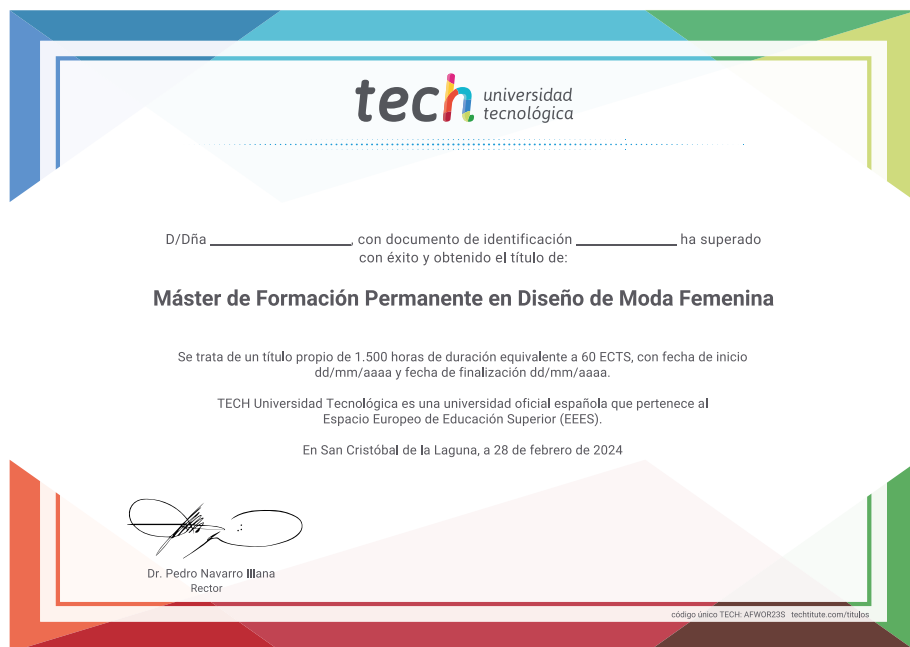 tech universidad
tecnológica
D/Dña ______________, con documento de identificación __________ ha superado
con éxito y obtenido el título de:
Máster de Formación Permanente en Diseño de Moda Femenina
Se trata de un título propio de 1.500 horas de duración equivalente a 60 ECTS, con fecha de inicio
dd/mm/aaaa y fecha de finalización dd/mm/aaaa.
TECH Universidad Tecnológica es una universidad oficial española que pertenece al
Espacio Europeo de Educación Superior (EEES).
En San Cristóbal de la Laguna, a 28 de febrero de 2024
Dr. Pedro Navarro Illana
Rector
código único TECH: AFWOR23S techtitute.com/titulos